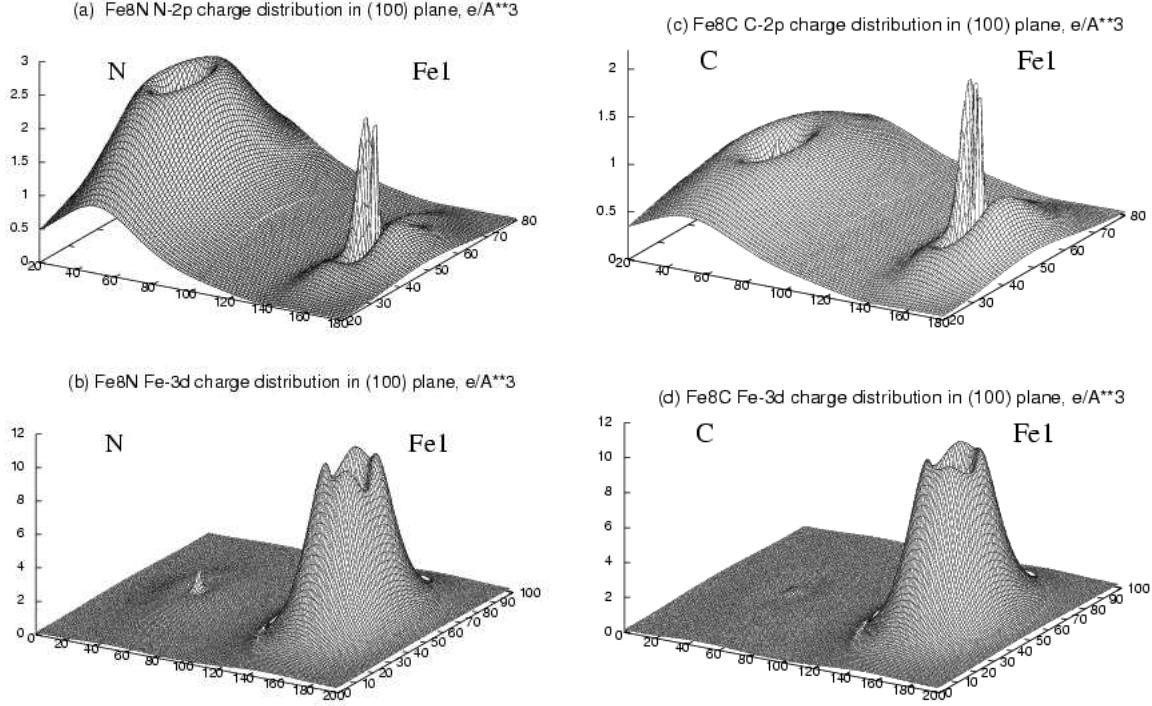 (a) Fe8N N-2p charge distribution in (100) plane, e/A**3
N Fe1
3
2.5
2
1.5
1
0.5
0
20 40 60 80 100 120 140 160 180
20 30 40 50 60 70 80
(c) Fe8C C-2p charge distribution in (100) plane, e/A**3
C Fe1
2
1.5
1
0.5
0
20 40 60 80 100 120 140 160 180
20 30 40 50 60 70 80
(b) Fe8N Fe-3d charge distribution in (100) plane, e/A**3
N Fe1
12
10
8
6
4
2
0
0 20 40 60 80 100 120 140 160 180 200
0 10 20 30 40 50 60 70 80 90 100
(d) Fe8C Fe-3d charge distribution in (100) plane, e/A**3
C Fe1
12
10
8
6
4
2
0
0 20 40 60 80 100 120 140 160 180 200
0 10 20 30 40 50 60 70 80 90 100